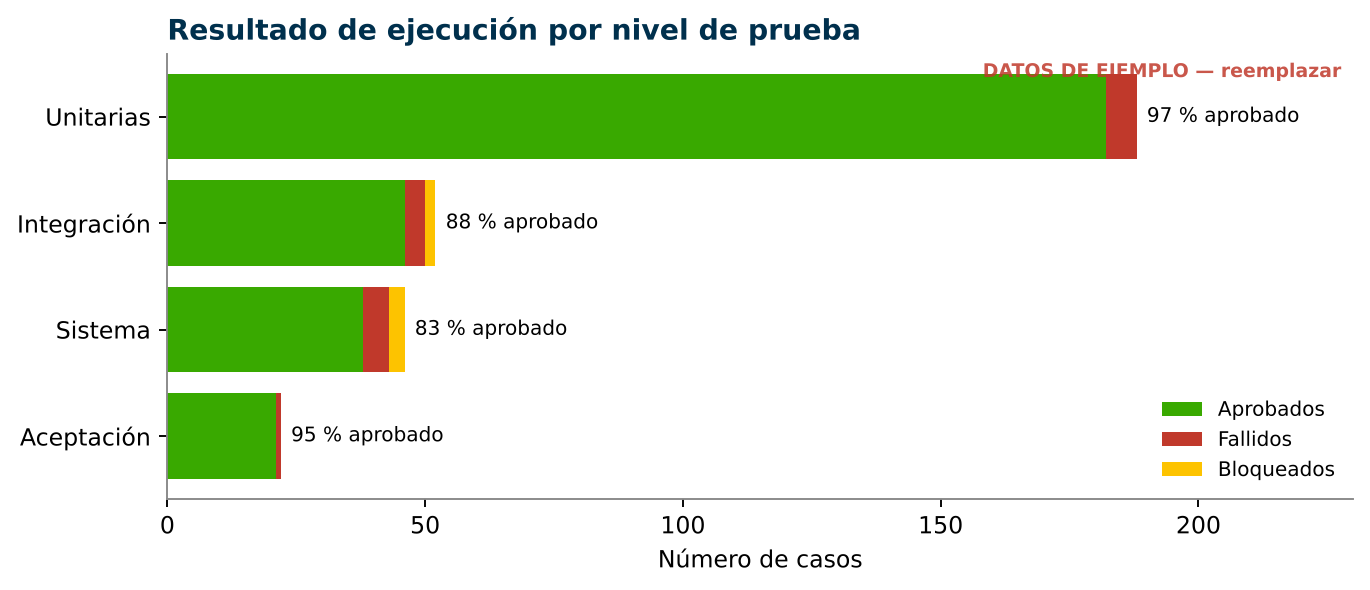 Resultado de ejecución por nivel de prueba
DATOS DE EJEMPLO — reemplazar
Unitarias
97 % aprobado
Integración
88 % aprobado
Sistema
83 % aprobado
Aceptación
95 % aprobado
Aprobados
Fallidos
Bloqueados
0 50 100 150 200
Número de casos